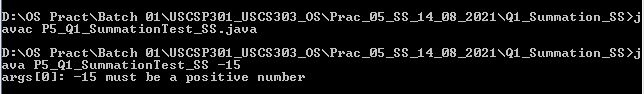 D:\OS Pract\Batch 01\USCSP301_USCS303_OS\Prac_05_SS_14_08_2021\Q1_Summation_SS>j
avac P5_Q1_SummationTest_SS.java
D:\OS Pract\Batch 01\USCSP301_USCS303_OS\Prac_05_SS_14_08_2021\Q1_Summation_SS>j
ava P5_Q1_SummationTest_SS -15
args[0]: -15 must be a positive number